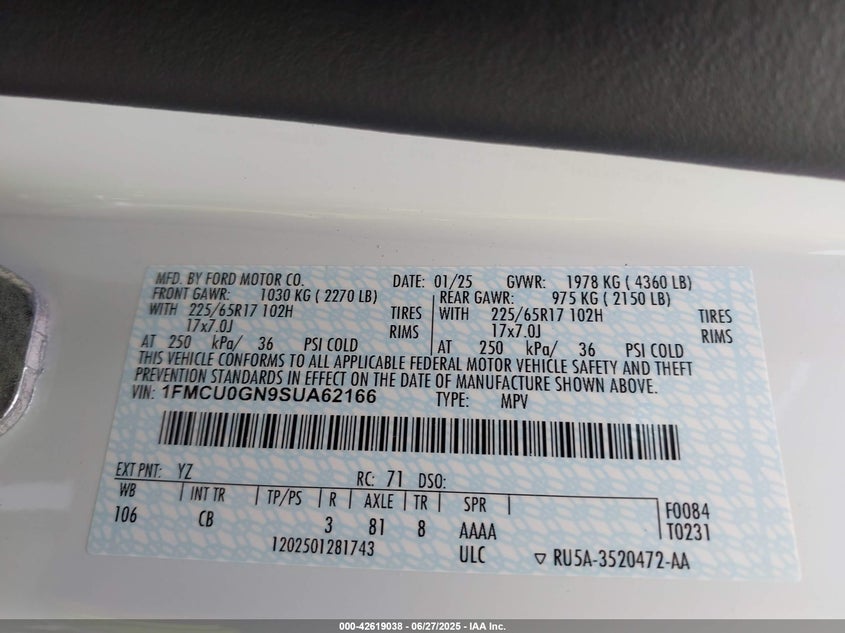 MFD. BY FORD MOTOR CO. DATE: 01/25 GVWR: 1978 KG ( 4360 LB)
FRONT GAWR: 1030 KG ( 2270 LB) REAR GAWR: 975 KG ( 2150 LB)
WITH 225/65R17 102H TIRES WITH 225/65R17 102H TIRES
17x7.0J RIMS 17x7.0J RIMS
AT 250 kPa/ 36 PSI COLD AT 250 kPa/ 36 PSI COLD
THIS VEHICLE CONFORMS TO ALL APPLICABLE FEDERAL MOTOR VEHICLE SAFETY AND THEFT
PREVENTION STANDARDS IN EFFECT ON THE DATE OF MANUFACTURE SHOWN ABOVE.
VIN: 1FMCU0GN9SUA62166 TYPE: MPV
EXT PNT: YZ RC: 71 DSO:
WB INT TR TP/PS R AXLE TR SPR F0084
106 CB 3 81 8 AAAA T0231
1202501281743 ULC ▽ RU5A-3520472-AA
000-42619038 - 06/27/2025 - IAA Inc.